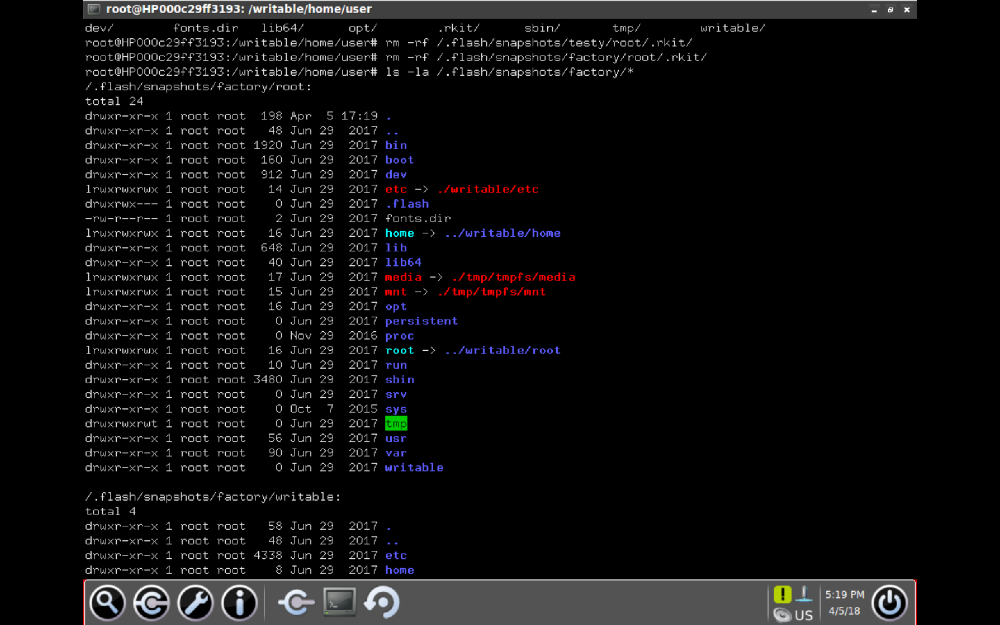 root@HP000c29ff3193: /writable/home/user
dev/ fonts.dir lib64/ opt/ .rkit/ sbin/ tmp/ writable/
root@HP000c29ff3193:/writable/home/user# rm -rf /.flash/snapshots/testy/root/.rkit/
root@HP000c29ff3193:/writable/home/user# rm -rf /.flash/snapshots/factory/root/.rkit/
root@HP000c29ff3193:/writable/home/user# ls -la /.flash/snapshots/factory/*
/.flash/snapshots/factory/root:
total 24
drwxr-xr-x 1 root root 198 Apr 5 17:19 .
drwxr-xr-x 1 root root 48 Jun 29 2017 ..
drwxr-xr-x 1 root root 1920 Jun 29 2017 bin
drwxr-xr-x 1 root root 160 Jun 29 2017 boot
drwxr-xr-x 1 root root 912 Jun 29 2017 dev
lrwxrwxrwx 1 root root 14 Jun 29 2017 etc -> ./writable/etc
drwxrwx--- 1 root root 0 Jun 29 2017 .flash
-rw-r--r-- 1 root root 2 Jun 29 2017 fonts.dir
lrwxrwxrwx 1 root root 16 Jun 29 2017 home -> ../writable/home
drwxr-xr-x 1 root root 648 Jun 29 2017 lib
drwxr-xr-x 1 root root 40 Jun 29 2017 lib64
lrwxrwxrwx 1 root root 17 Jun 29 2017 media -> ./tmp/tmpfs/media
lrwxrwxrwx 1 root root 15 Jun 29 2017 mnt -> ./tmp/tmpfs/mnt
drwxr-xr-x 1 root root 16 Jun 29 2017 opt
drwxr-xr-x 1 root root 0 Jun 29 2017 persistent
drwxr-xr-x 1 root root 0 Nov 29 2016 proc
lrwxrwxrwx 1 root root 16 Jun 29 2017 root -> ../writable/root
drwxr-xr-x 1 root root 10 Jun 29 2017 run
drwxr-xr-x 1 root root 3480 Jun 29 2017 sbin
drwxr-xr-x 1 root root 0 Jun 29 2017 srv
drwxr-xr-x 1 root root 0 Oct 7 2015 sys
drwxrwxrwt 1 root root 0 Jun 29 2017 tmp
drwxr-xr-x 1 root root 56 Jun 29 2017 usr
drwxr-xr-x 1 root root 90 Jun 29 2017 var
drwxr-xr-x 1 root root 0 Jun 29 2017 writable
/.flash/snapshots/factory/writable:
total 4
drwxr-xr-x 1 root root 58 Jun 29 2017 .
drwxr-xr-x 1 root root 48 Jun 29 2017 ..
drwxr-xr-x 1 root root 4338 Jun 29 2017 etc
drwxr-xr-x 1 root root 8 Jun 29 2017 home
5:19 PM
4/5/18
US